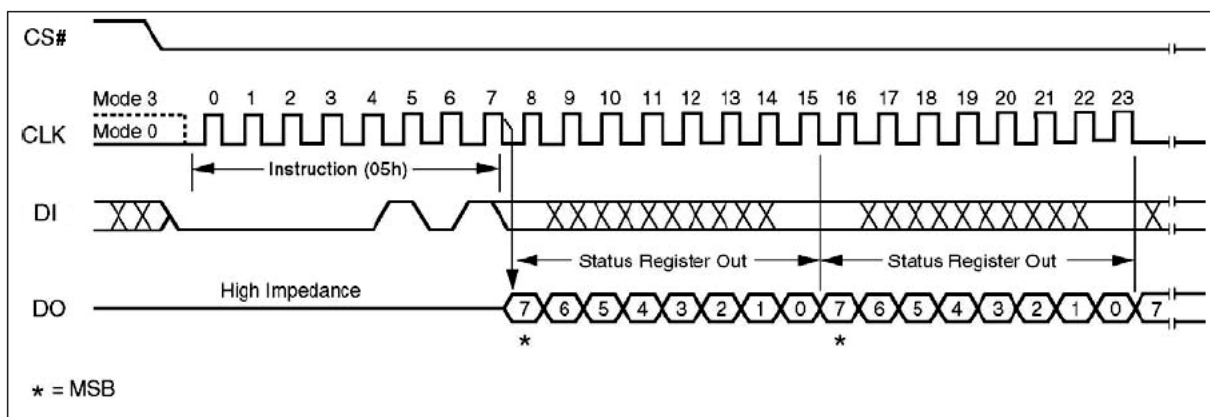 CS#
Mode 3 0 1 2 3 4 5 6 7 8 9 10 11 12 13 14 15 16 17 18 19 20 21 22 23
CLK Mode 0
Instruction (05h)
DI
Status Register Out Status Register Out
High Impedance
DO 7 6 5 4 3 2 1 0 7 6 5 4 3 2 1 0 7
* *
* = MSB